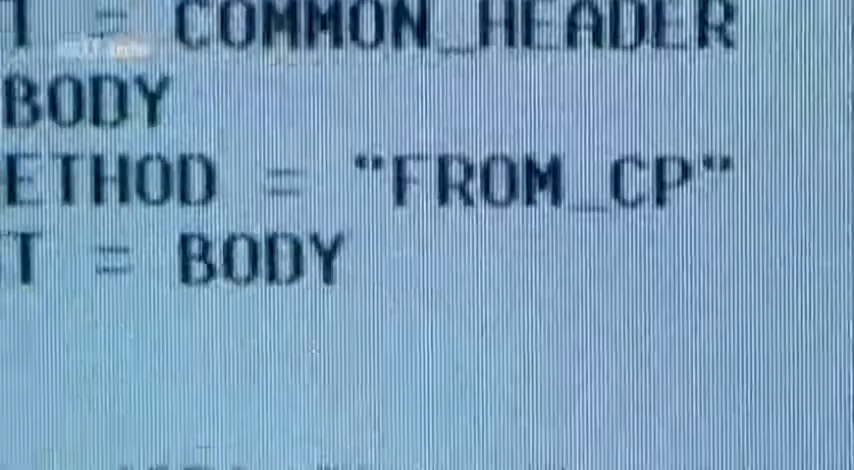 T = COMMON_HEADER
BODY
ETHOD = "FROM_CP"
T = BODY